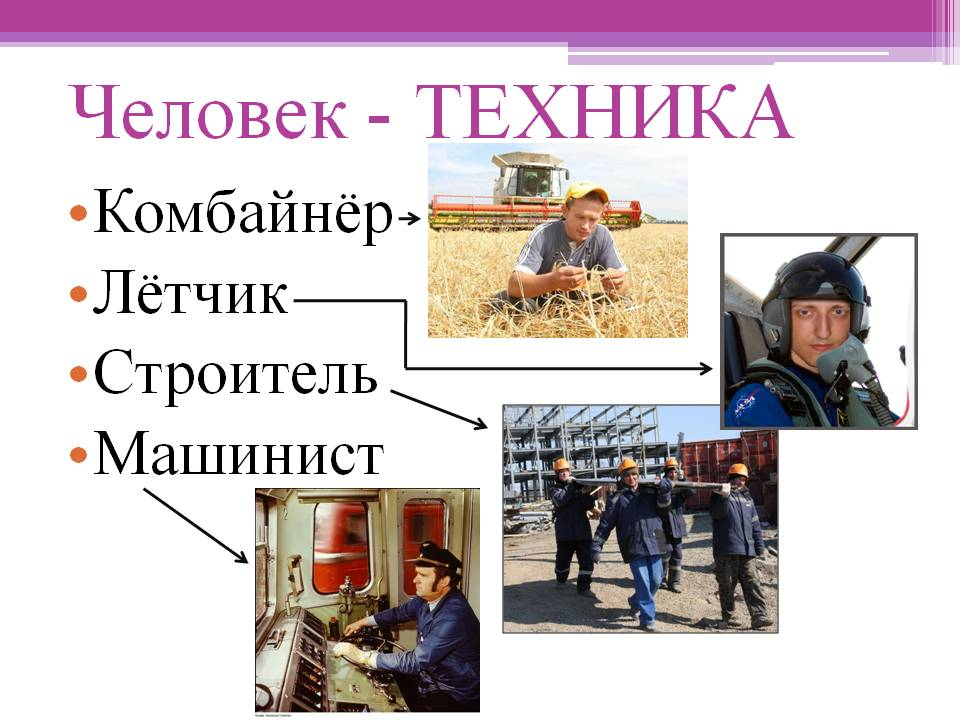 Человек - ТЕХНИКА
•Комбайнёр
•Лётчик
•Строитель
•Машинист